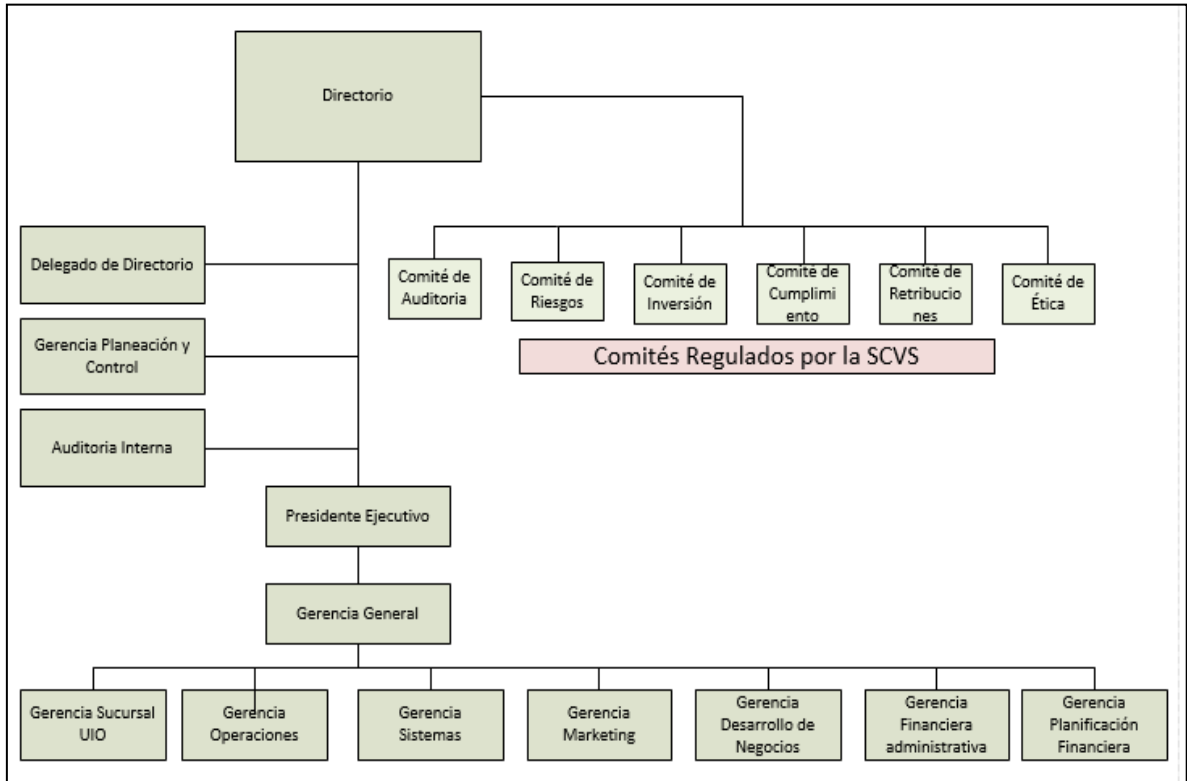 Directorio
Delegado de Directorio
Comité de
Auditoria
Comité de
Riesgos
Comité de
Inversión
Comité de
Cumplimi
ento
Comité de
Retribucio
nes
Comité de
Ética
Gerencia Planeación y
Control
Comités Regulados por la SCVS
Auditoria Interna
Presidente Ejecutivo
Gerencia General
Gerencia Sucursal
UIO
Gerencia
Operaciones
Gerencia
Sistemas
Gerencia
Marketing
Gerencia
Desarrollo de
Negocios
Gerencia
Financiera
administrativa
Gerencia
Planificación
Financiera